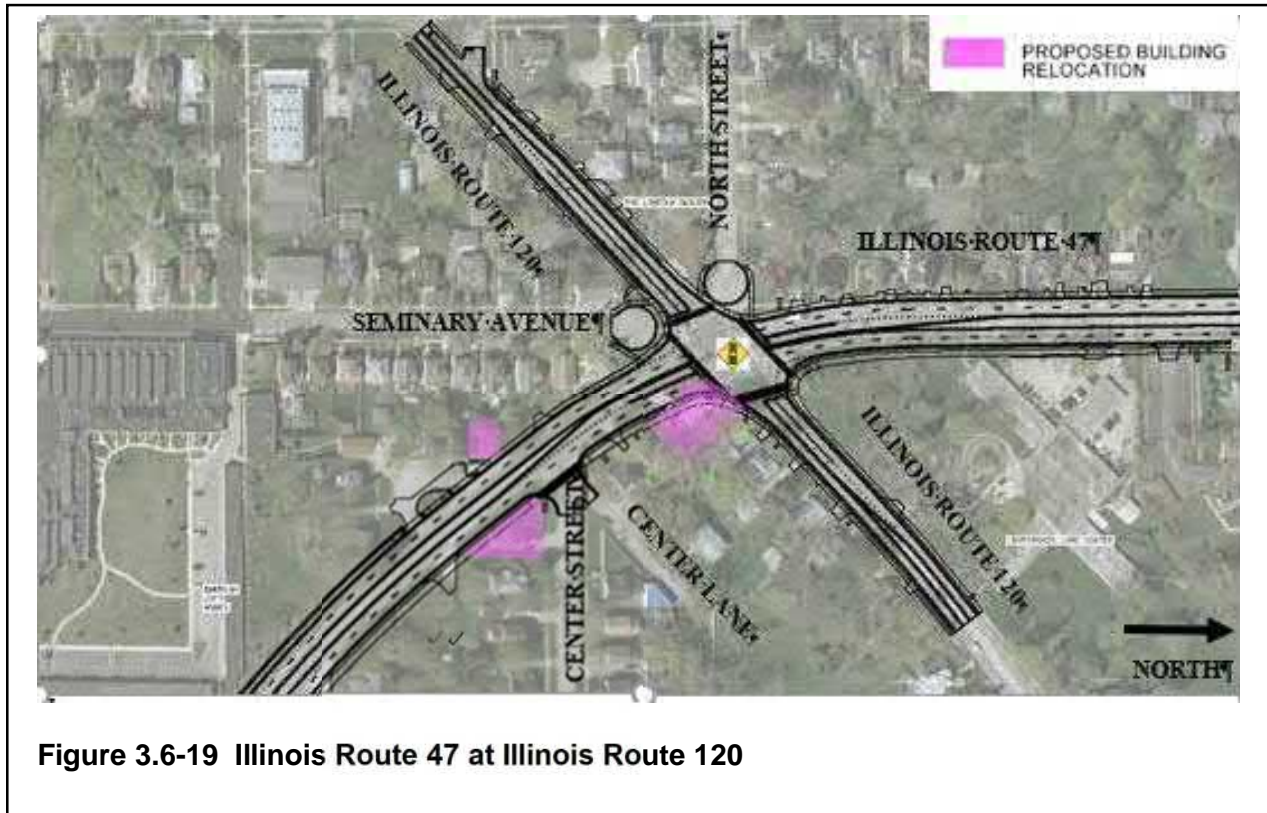 PROPOSED BUILDING
RELOCATION
ILLINOIS·ROUTE·120
NORTH·STREET¶
ILLINOIS·ROUTE·47¶
SEMINARY·AVENUE¶
ILLINOIS·ROUTE·120
CENTER·STREET
CENTER·LANE
NORTH¶
Figure 3.6-19 Illinois Route 47 at Illinois Route 120